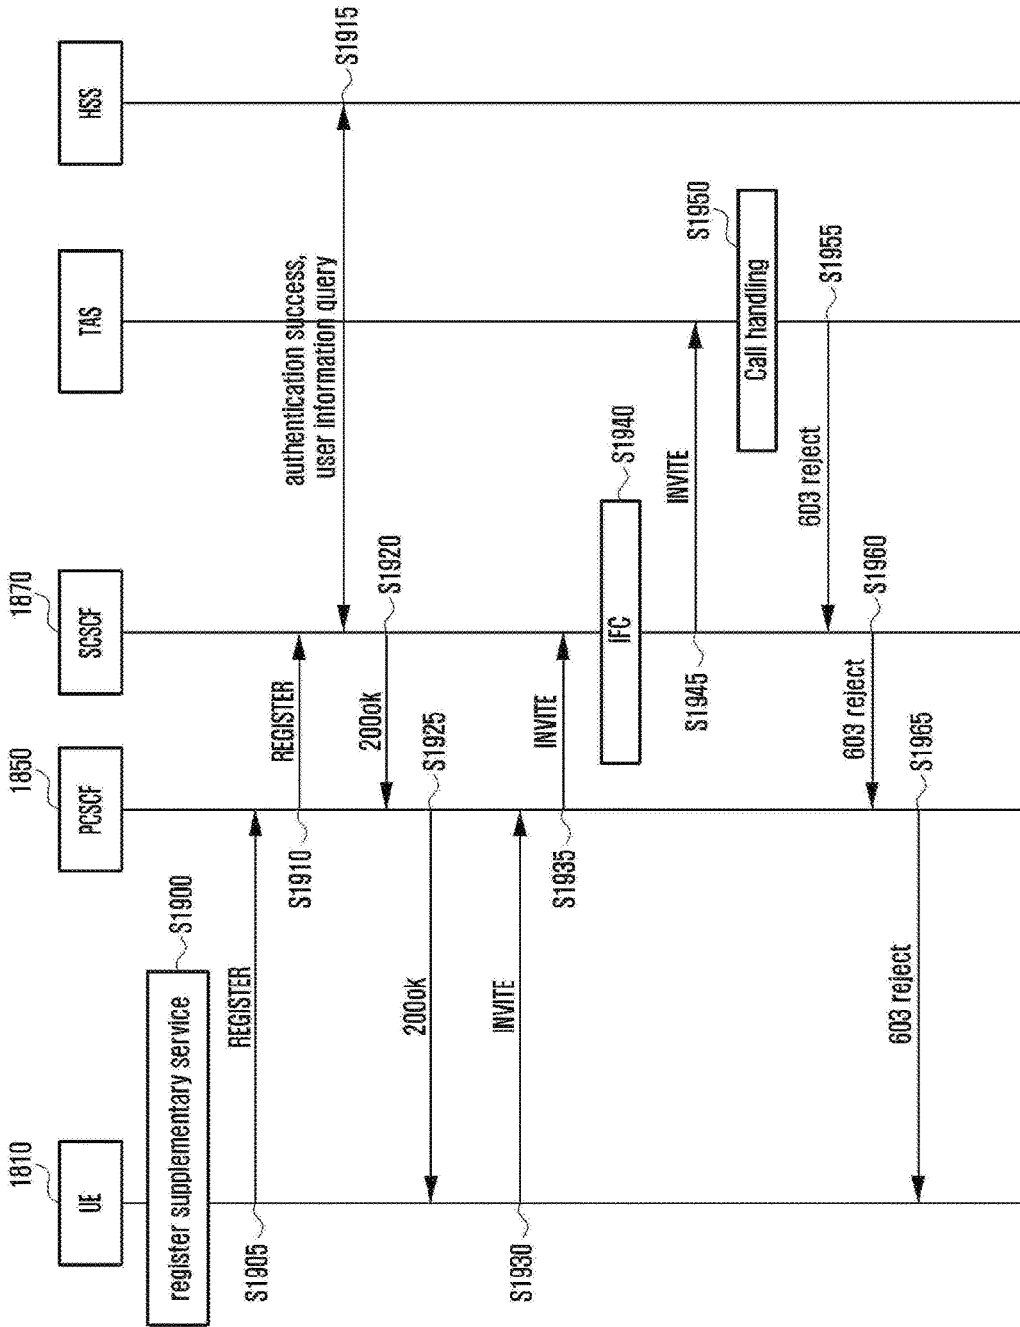 1810
UE
1850
PCSCF
1870
SCSCF
TAS
HSS
register supplementary service
S1900
S1905
REGISTER
S1910
REGISTER
authentication success,
user information query
S1915
200ok
S1920
200ok
S1925
S1930
INVITE
S1935
INVITE
IFC
S1940
S1945
INVITE
Call handling
S1950
603 reject
S1955
603 reject
S1960
603 reject
S1965